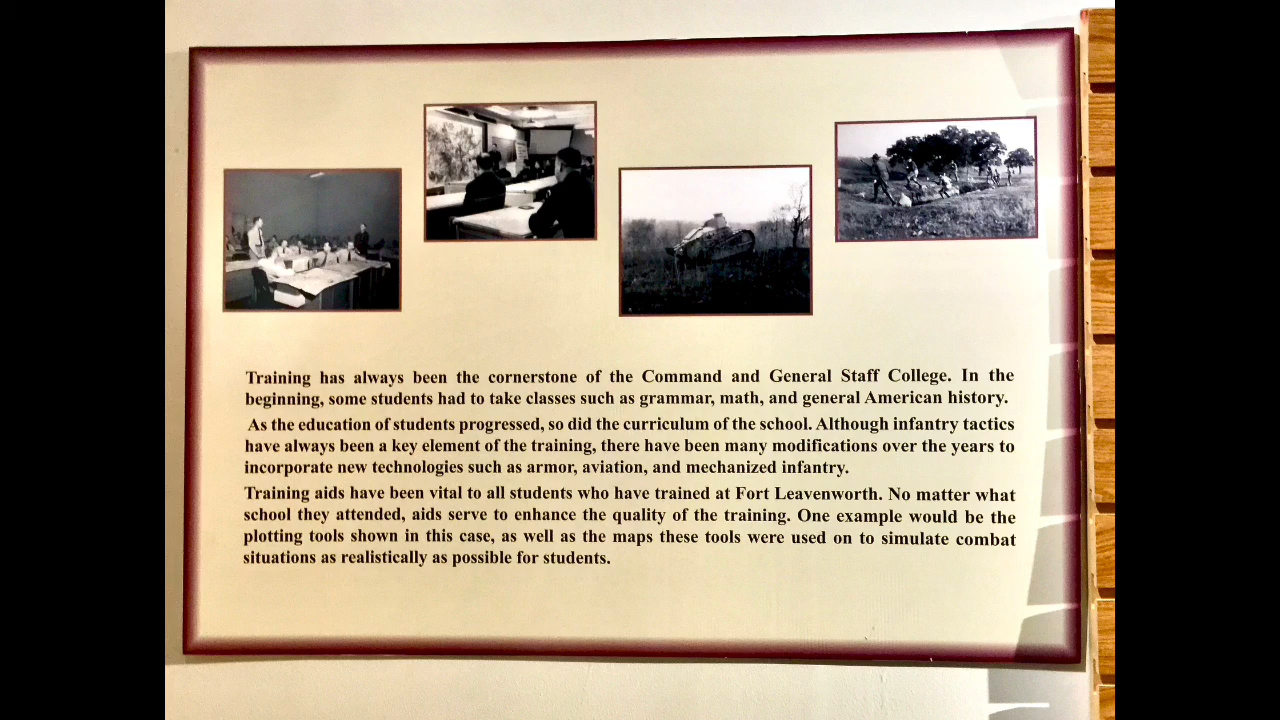 Training has always been the cornerstone of the Command and General Staff College. In the
beginning, some students had to take classes such as grammar, math, and general American history.
As the education of students progressed, so did the curriculum of the school. Although infantry tactics
have always been a key element of the training, there have been many modifications over the years to
incorporate new technologies such as armor, aviation, and mechanized infantry.
Training aids have been vital to all students who have trained at Fort Leavenworth. No matter what
school they attended, aids serve to enhance the quality of the training. One example would be the
plotting tools shown in this case, as well as the maps these tools were used on to simulate combat
situations as realistically as possible for students.